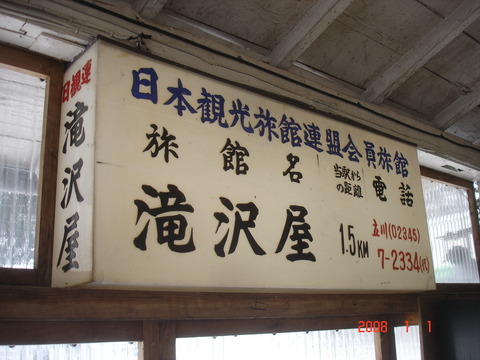 日観連
滝沢屋
日本観光旅館連盟会員旅館
旅館名
当駅から
の距離
電話
滝沢屋
1.5KM
立川(02345)
7-2334(代)
2008 1 1